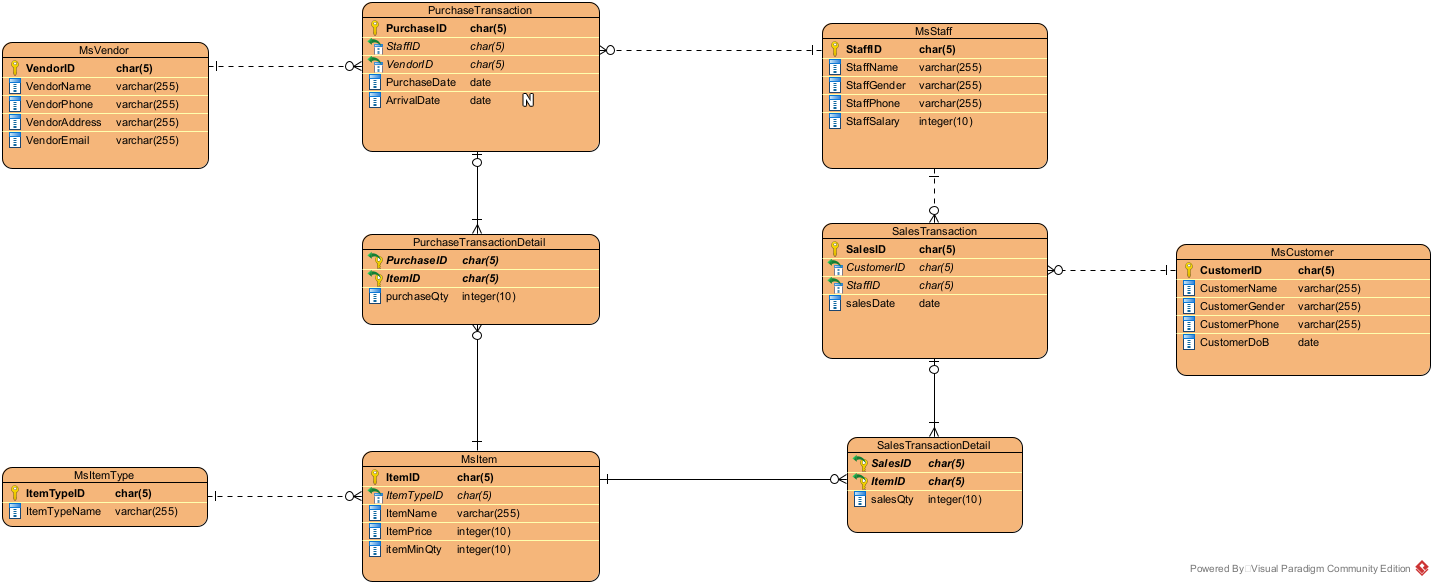 PurchaseTransaction
PurchaseID char(5)
StaffID char(5)
VendorID char(5)
PurchaseDate date
ArrivalDate date
N
MsVendor
VendorID char(5)
VendorName varchar(255)
VendorPhone varchar(255)
VendorAddress varchar(255)
VendorEmail varchar(255)
MsStaff
StaffID char(5)
StaffName varchar(255)
StaffGender varchar(255)
StaffPhone varchar(255)
StaffSalary integer(10)
PurchaseTransactionDetail
PurchaseID char(5)
ItemID char(5)
purchaseQty integer(10)
SalesTransaction
SalesID char(5)
CustomerID char(5)
StaffID char(5)
salesDate date
MsCustomer
CustomerID char(5)
CustomerName varchar(255)
CustomerGender varchar(255)
CustomerPhone varchar(255)
CustomerDoB date
MsItemType
ItemTypeID char(5)
ItemTypeName varchar(255)
MsItem
ItemID char(5)
ItemTypeID char(5)
ItemName varchar(255)
ItemPrice integer(10)
itemMinQty integer(10)
SalesTransactionDetail
SalesID char(5)
ItemID char(5)
salesQty integer(10)
Powered By Visual Paradigm Community Edition